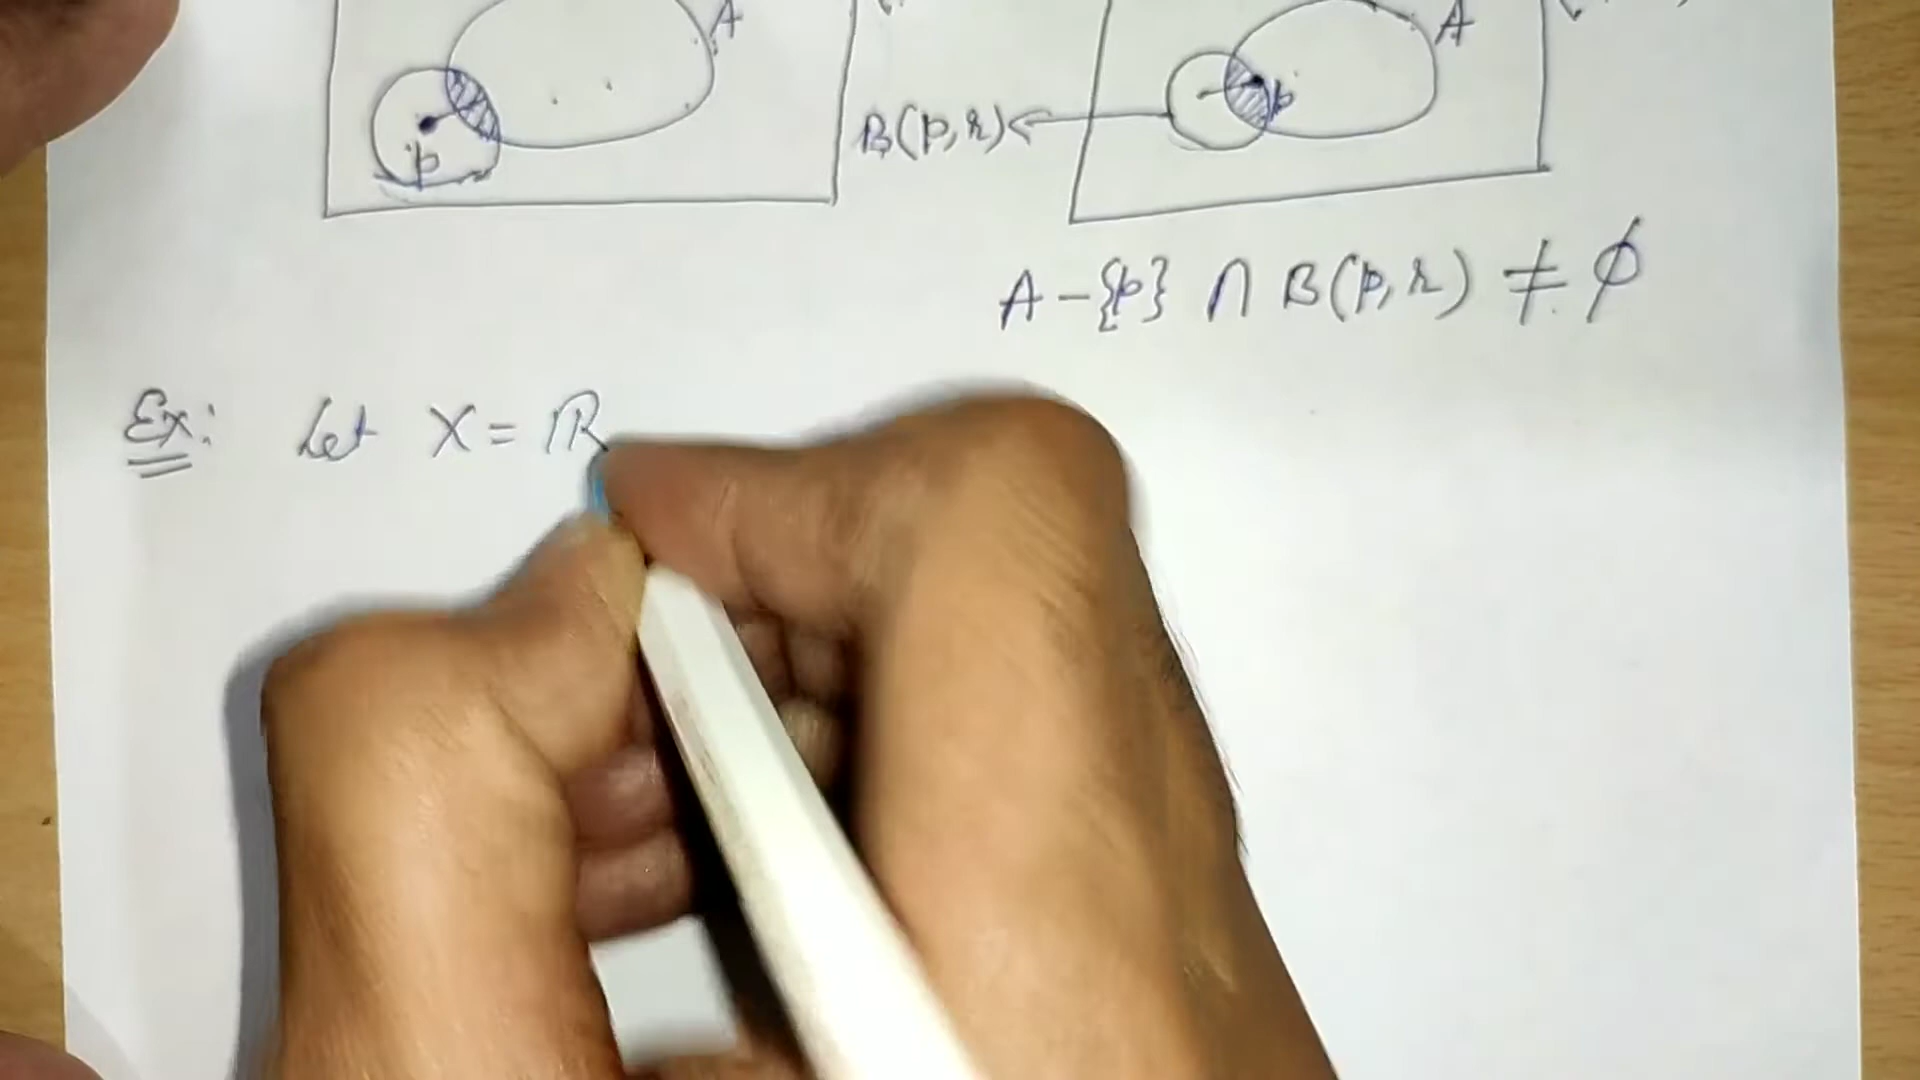 A
A
p
B(p,r)
p
A-{p} ∩ B(p,r) ≠ ϕ
Ex: Let X = ℝ